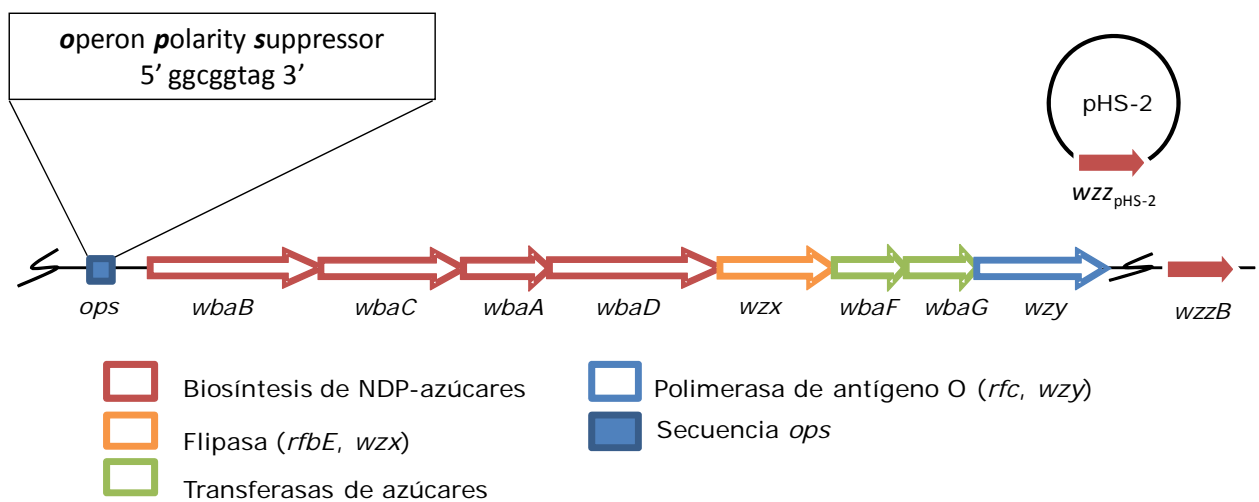 operon polarity suppressor
5’ ggcggtag 3’
pHS-2
wzzpHS-2
ops wbaB wbaC wbaA wbaD wzx wbaF wbaG wzy wzzB
Biosíntesis de NDP-azúcares
Flipasa (rfbE, wzx)
Transferasas de azúcares
Polimerasa de antígeno O (rfc, wzy)
Secuencia ops